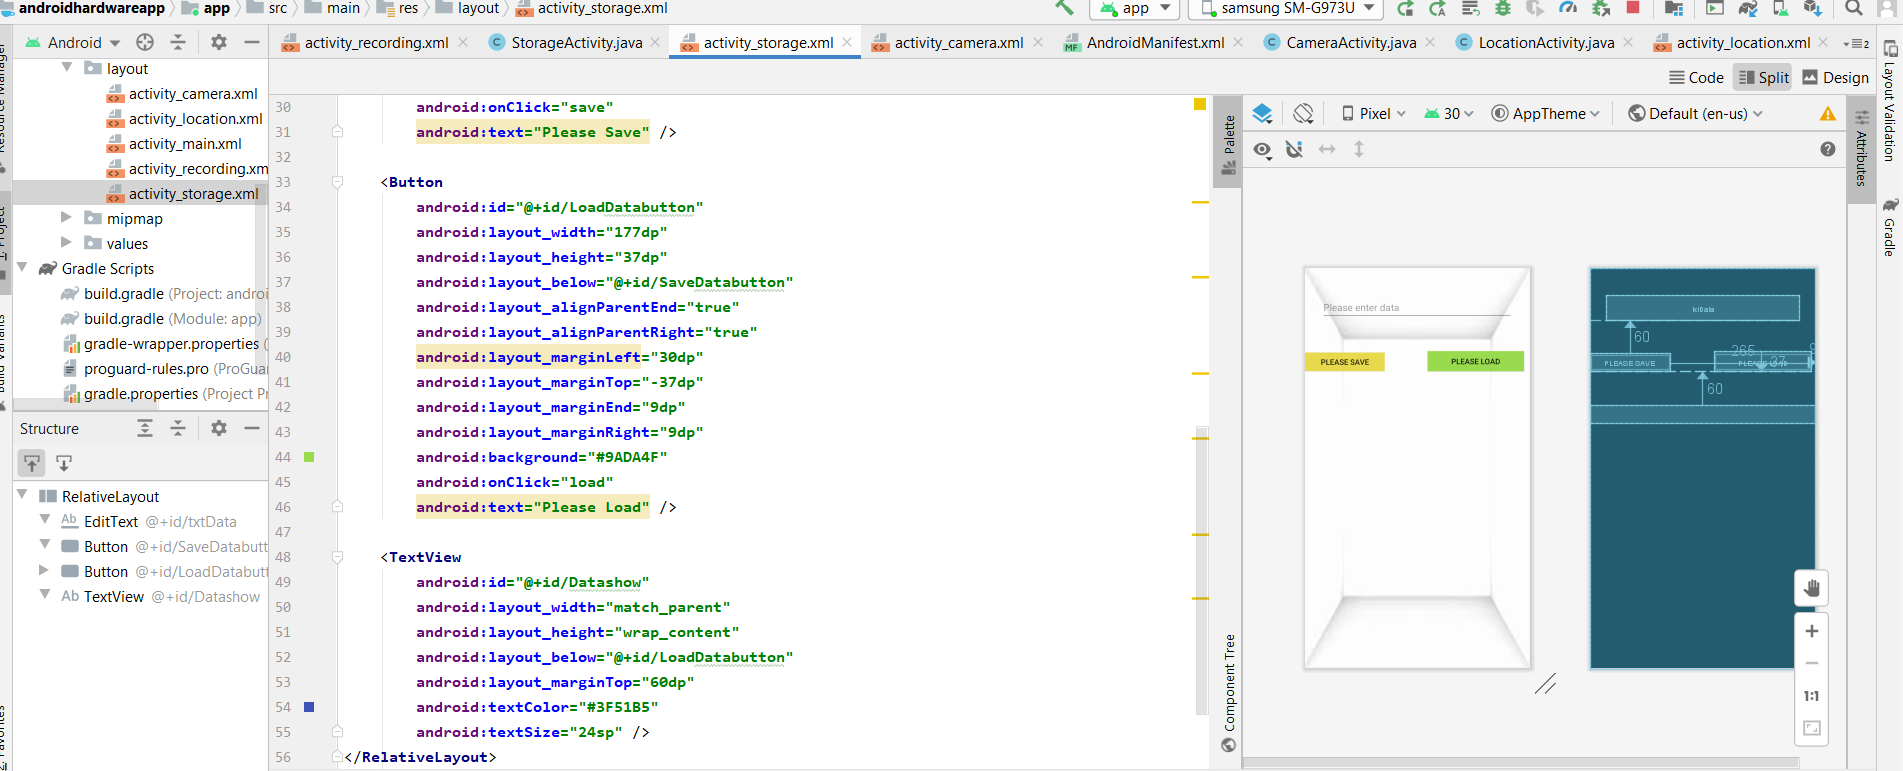 androidhardwareapp app src main res layout activity_storage.xml
app samsung SM-G973U
Android
activity_recording.xml StorageActivity.java activity_storage.xml activity_camera.xml AndroidManifest.xml CameraActivity.java LocationActivity.java activity_location.xml 2
Resource Manager
1: Project
Build Variants
2: Favorites
layout
activity_camera.xml
activity_location.xml
activity_main.xml
activity_recording.xm
activity_storage.xml
mipmap
values
Gradle Scripts
build.gradle (Project: androi
build.gradle (Module: app)
gradle-wrapper.properties (
proguard-rules.pro (ProGua
gradle.properties (Project Pr
Structure
RelativeLayout
Ab EditText @+id/txtData
Button @+id/SaveDatabutt
Button @+id/LoadDatabutt
Ab TextView @+id/Datashow
Code Split Design
30 android:onClick="save"
31 android:text="Please Save" />
32
33 <Button
34 android:id="@+id/LoadDatabutton"
35 android:layout_width="177dp"
36 android:layout_height="37dp"
37 android:layout_below="@+id/SaveDatabutton"
38 android:layout_alignParentEnd="true"
39 android:layout_alignParentRight="true"
40 android:layout_marginLeft="30dp"
41 android:layout_marginTop="-37dp"
42 android:layout_marginEnd="9dp"
43 android:layout_marginRight="9dp"
44 android:background="#9ADA4F"
45 android:onClick="load"
46 android:text="Please Load" />
47
48 <TextView
49 android:id="@+id/Datashow"
50 android:layout_width="match_parent"
51 android:layout_height="wrap_content"
52 android:layout_below="@+id/LoadDatabutton"
53 android:layout_marginTop="60dp"
54 android:textColor="#3F51B5"
55 android:textSize="24sp" />
56 </RelativeLayout>
Palette
Component Tree
Pixel 30 AppTheme Default (en-us)
Please enter data
PLEASE SAVE PLEASE LOAD
txtData
60
265
PLEASE SAVE
37
60
1:1
Attributes
Layout Validation
Gradle